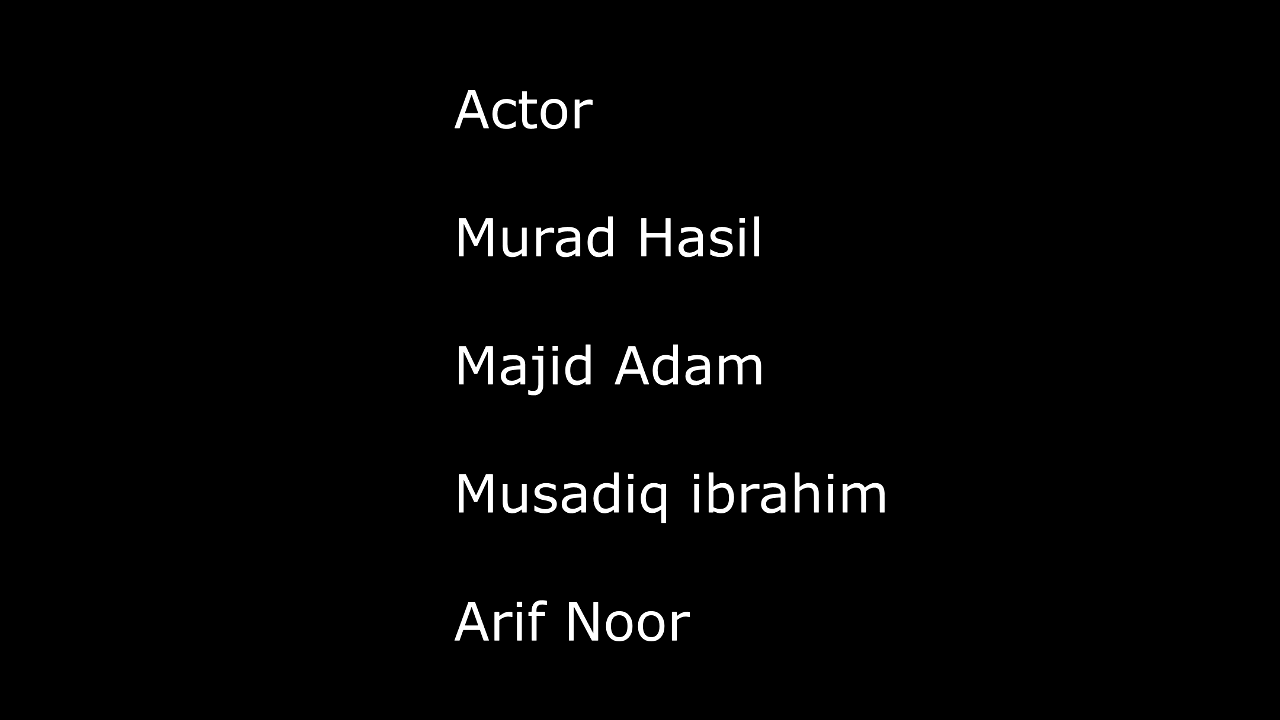 Actor
Murad Hasil
Majid Adam
Musadiq ibrahim
Arif Noor